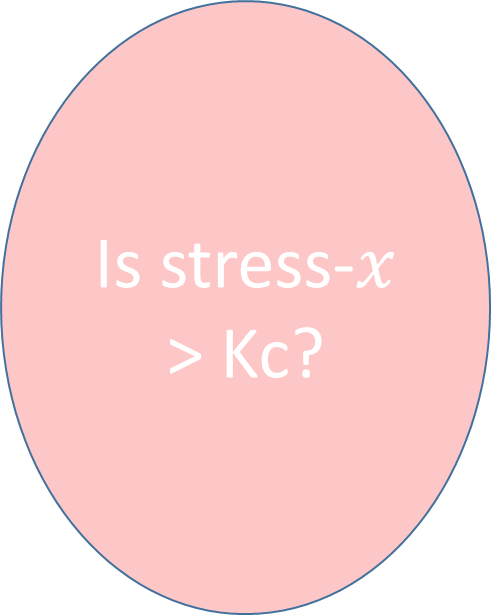 Is stress-𝑥
> Kc?